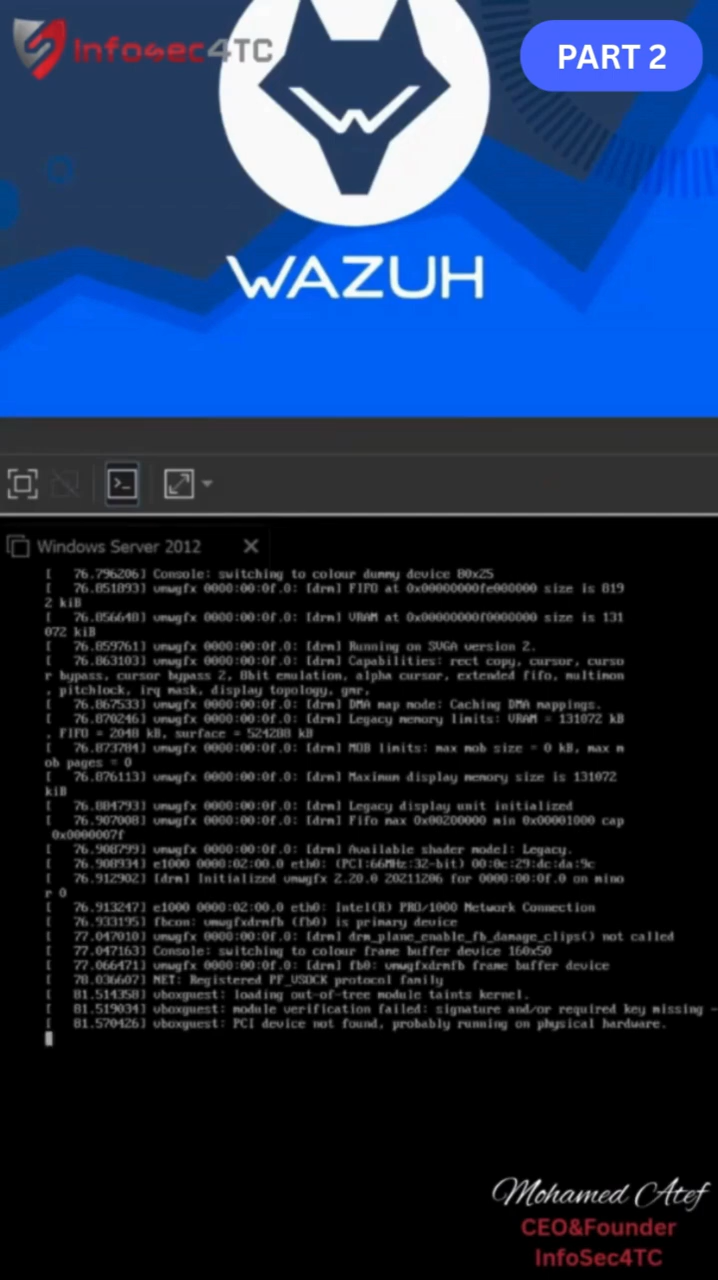 Infosec4TC
PART 2
WAZUH
Windows Server 2012
[   76.796206] Console: switching to colour dummy device 80x25
[   76.851893] vmwgfx 0000:00:0f.0: [drm] FIFO at 0x00000000fe000000 size is 819
2 kiB
[   76.856648] vmwgfx 0000:00:0f.0: [drm] VRAM at 0x00000000f0000000 size is 131
072 kiB
[   76.859761] vmwgfx 0000:00:0f.0: [drm] Running on SVGA version 2.
[   76.863103] vmwgfx 0000:00:0f.0: [drm] Capabilities: rect copy, cursor, curso
r bypass, cursor bypass 2, 8bit emulation, alpha cursor, extended fifo, multimon
, pitchlock, irq mask, display topology, gmr,
[   76.867533] vmwgfx 0000:00:0f.0: [drm] DMA map mode: Caching DMA mappings.
[   76.870246] vmwgfx 0000:00:0f.0: [drm] Legacy memory limits: VRAM = 131072 kB
, FIFO = 2048 kB, surface = 524288 kB
[   76.873784] vmwgfx 0000:00:0f.0: [drm] MOB limits: max mob size = 0 kB, max m
ob pages = 0
[   76.876113] vmwgfx 0000:00:0f.0: [drm] Maximum display memory size is 131072
kiB
[   76.884793] vmwgfx 0000:00:0f.0: [drm] Legacy display unit initialized
[   76.907008] vmwgfx 0000:00:0f.0: [drm] Fifo max 0x00200000 min 0x00001000 cap
 0x0000007f
[   76.908799] vmwgfx 0000:00:0f.0: [drm] Available shader model: Legacy.
[   76.908934] e1000 0000:02:00.0 eth0: (PCI:66MHz:32-bit) 00:0c:29:dc:da:9c
[   76.912902] [drm] Initialized vmwgfx 2.20.0 20211206 for 0000:00:0f.0 on mino
r 0
[   76.913247] e1000 0000:02:00.0 eth0: Intel(R) PRO/1000 Network Connection
[   76.933195] fbcon: vmwgfxdrmfb (fb0) is primary device
[   77.047010] vmwgfx 0000:00:0f.0: [drm] drm_plane_enable_fb_damage_clips() not called
[   77.047163] Console: switching to colour frame buffer device 160x50
[   77.066471] vmwgfx 0000:00:0f.0: [drm] fb0: vmwgfxdrmfb frame buffer device
[   78.036607] NET: Registered PF_VSOCK protocol family
[   81.514358] vboxguest: loading out-of-tree module taints kernel.
[   81.519034] vboxguest: module verification failed: signature and/or required key missing -
[   81.570426] vboxguest: PCI device not found, probably running on physical hardware.
Mohamed Atef
CEO&Founder
InfoSec4TC